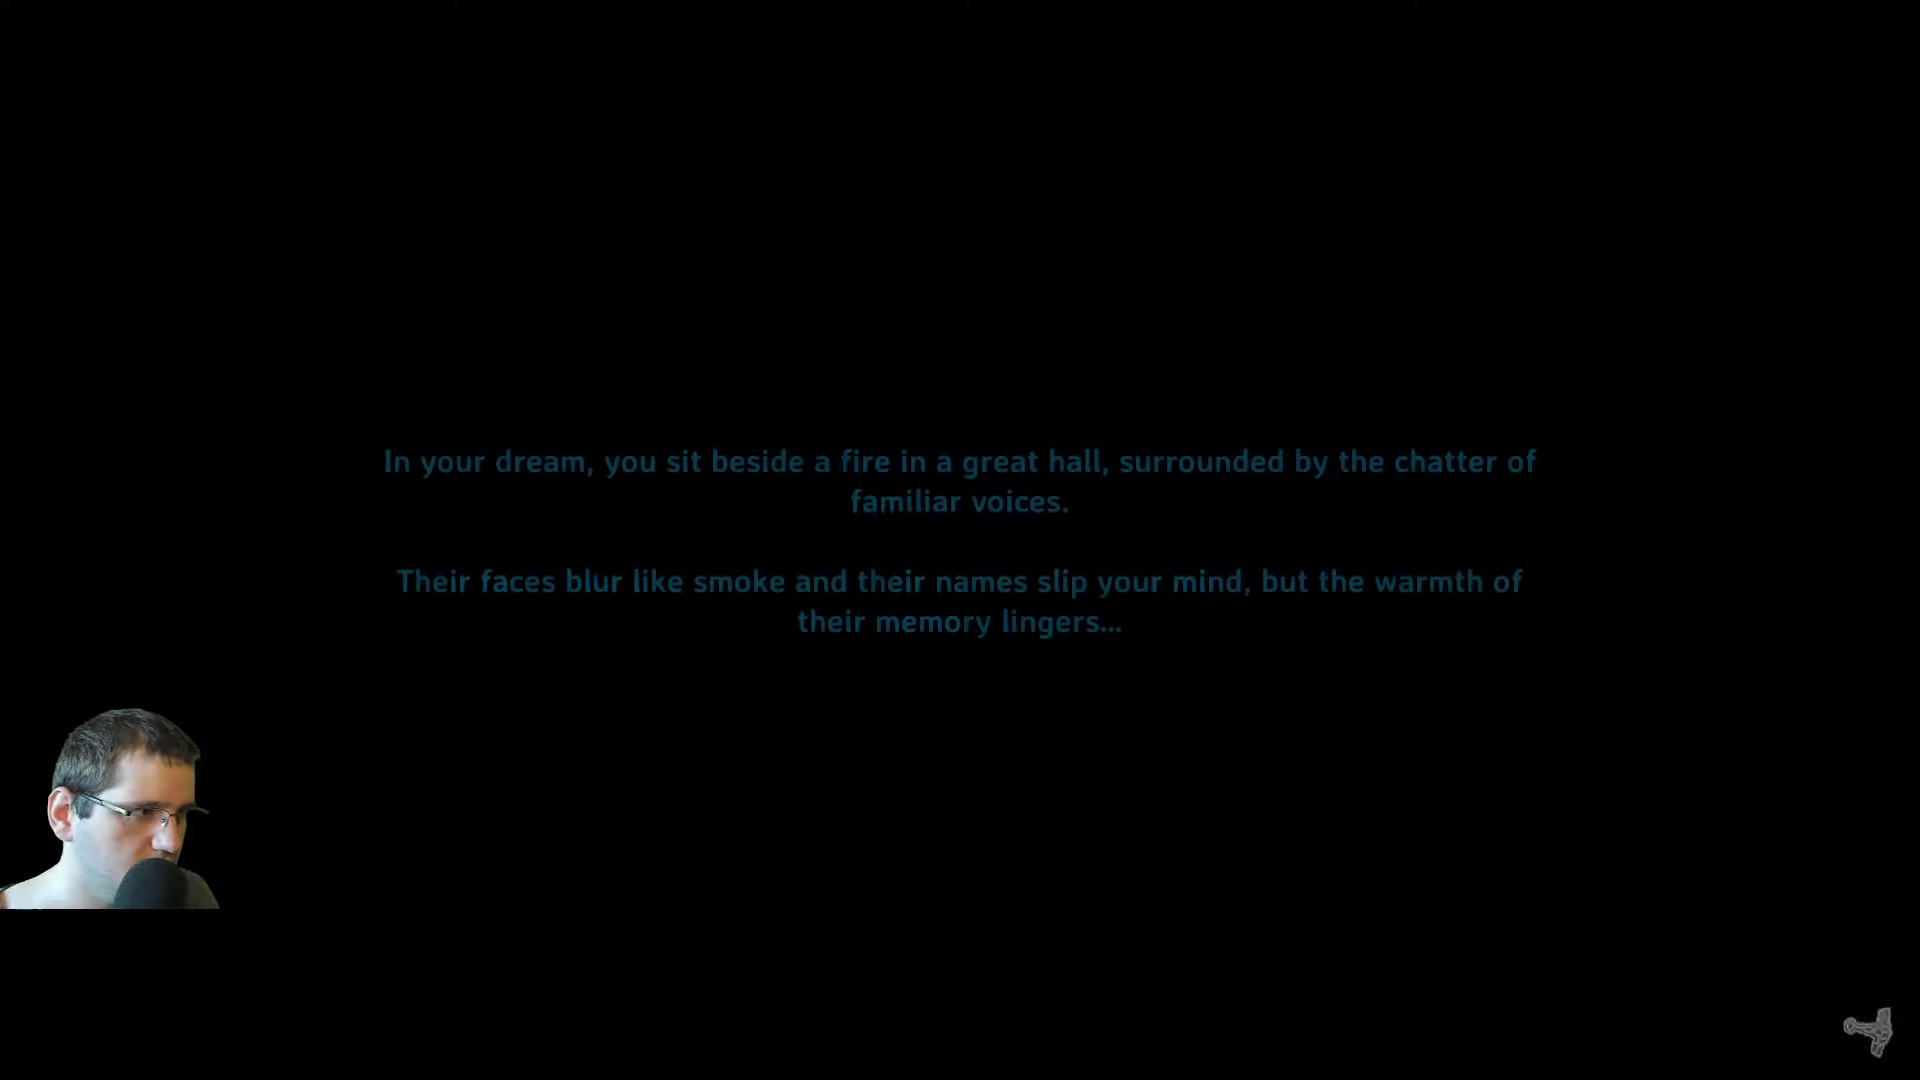 In your dream, you sit beside a fire in a great hall, surrounded by the chatter of
familiar voices.
Their faces blur like smoke and their names slip your mind, but the warmth of
their memory lingers...